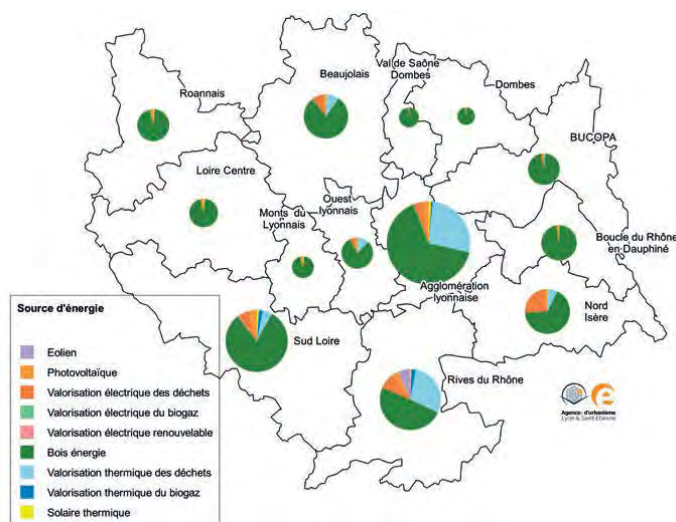 Val de Saône
Dombes
Beaujolais
Dombes
Roannais
BUCOPA
Loire Centre
Ouest
lyonnais
Monts du
Lyonnais
Boucle du Rhône
en-Dauphiné
Agglomération
lyonnaise
Nord
Isère
Sud Loire
Rives du Rhône
Source d'énergie
Eolien
Photovoltaïque
Valorisation électrique des déchets
Valorisation électrique du biogaz
Valorisation électrique renouvelable
Bois énergie
Valorisation thermique des déchets
Valorisation thermique du biogaz
Solaire thermique
Agences d'urbanisme
Lyon & Saint-Etienne